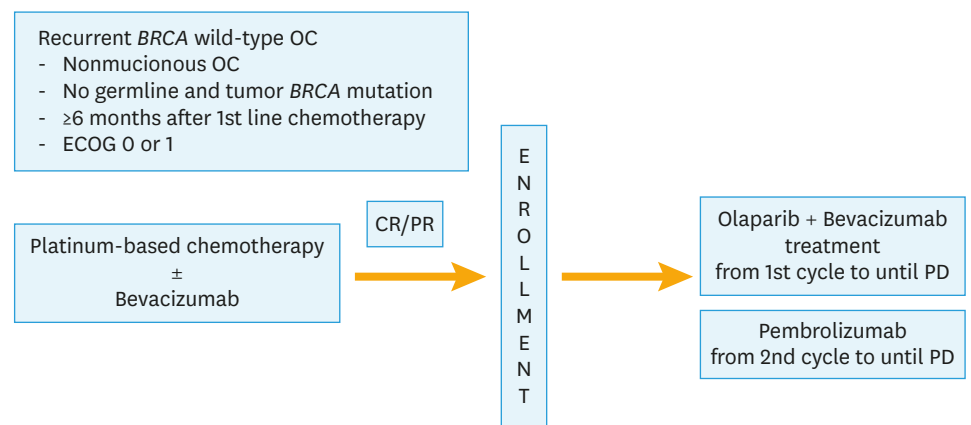 Recurrent BRCA wild-type OC
- Nonmucionous OC
- No germline and tumor BRCA mutation
- ≥6 months after 1st line chemotherapy
- ECOG 0 or 1
Platinum-based chemotherapy
±
Bevacizumab
CR/PR
E
N
R
O
L
L
M
E
N
T
Olaparib + Bevacizumab
treatment
from 1st cycle to until PD
Pembrolizumab
from 2nd cycle to until PD